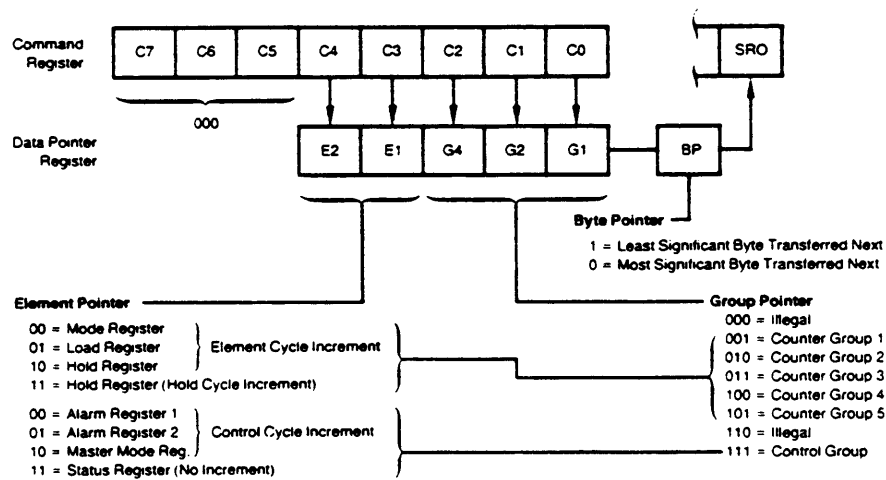 Command
Register
C7 C6 C5 C4 C3 C2 C1 C0
SRO
000
Data Pointer
Register
E2 E1 G4 G2 G1
BP
Byte Pointer
1 = Least Significant Byte Transferred Next
0 = Most Significant Byte Transferred Next
Element Pointer
00 = Mode Register
01 = Load Register
10 = Hold Register
Element Cycle Increment
11 = Hold Register (Hold Cycle Increment)
00 = Alarm Register 1
01 = Alarm Register 2
10 = Master Mode Reg.
Control Cycle Increment
11 = Status Register (No Increment)
Group Pointer
000 = Illegal
001 = Counter Group 1
010 = Counter Group 2
011 = Counter Group 3
100 = Counter Group 4
101 = Counter Group 5
110 = Illegal
111 = Control Group